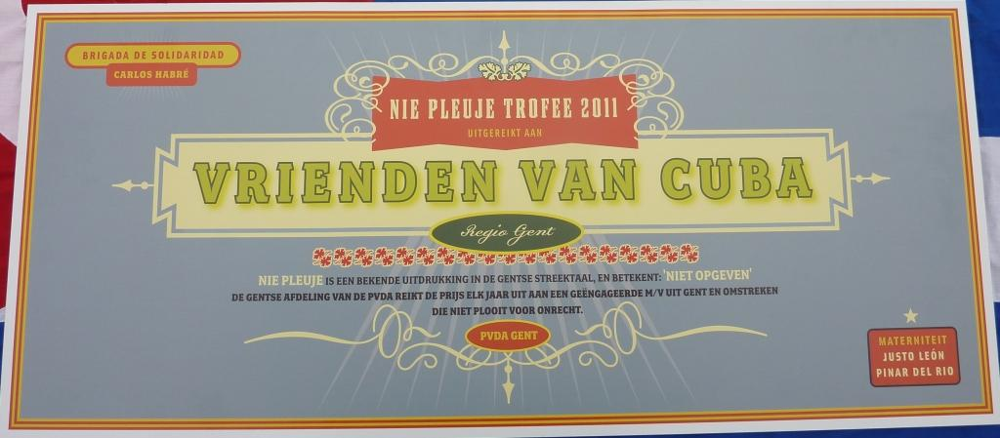 BRIGADA DE SOLIDARIDAD
CARLOS HABRÉ
NIE PLEUJE TROFEE 2011
UITGEREIKT AAN
VRIENDEN VAN CUBA
Regio Gent
NIE PLEUJE IS EEN BEKENDE UITDRUKKING IN DE GENTSE STREEKTAAL, EN BETEKENT: 'NIET OPGEVEN'
DE GENTSE AFDELING VAN DE PVDA REIKT DE PRIJS ELK JAAR UIT AAN EEN GEËNGAGEERDE M/V UIT GENT EN OMSTREKEN
DIE NIET PLOOIT VOOR ONRECHT.
PVDA GENT
MATERNITEIT
JUSTO LEÓN
PINAR DEL RIO